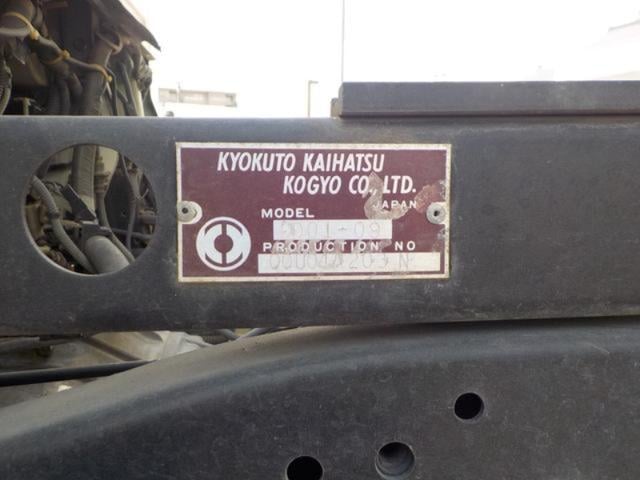 KYOKUTO KAIHATSU
KOGYO CO., LTD.
JAPAN
MODEL
PRODUCTION NO